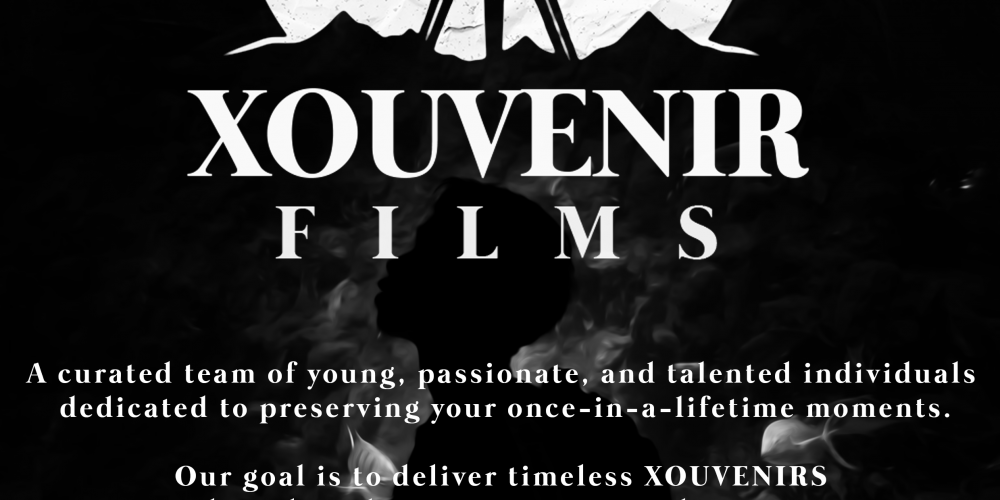 XOUVENIR
FILMS
A curated team of young, passionate, and talented individuals
dedicated to preserving your once-in-a-lifetime moments.
Our goal is to deliver timeless XOUVENIRS